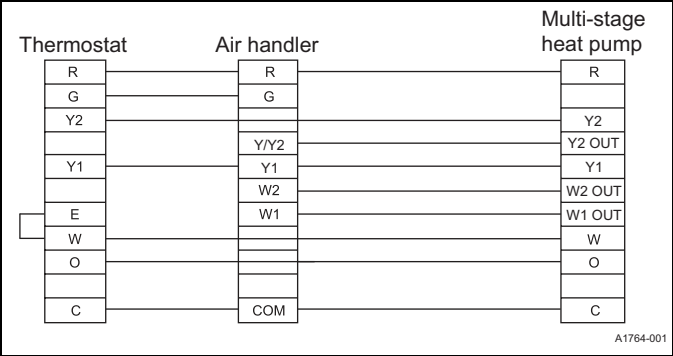 Multi-stage
Thermostat Air handler heat pump
R R R
G G
Y2 Y2
Y/Y2 Y2 OUT
Y1 Y1 Y1
W2 W2 OUT
E W1 W1 OUT
W W
O O
C COM C
A1764-001